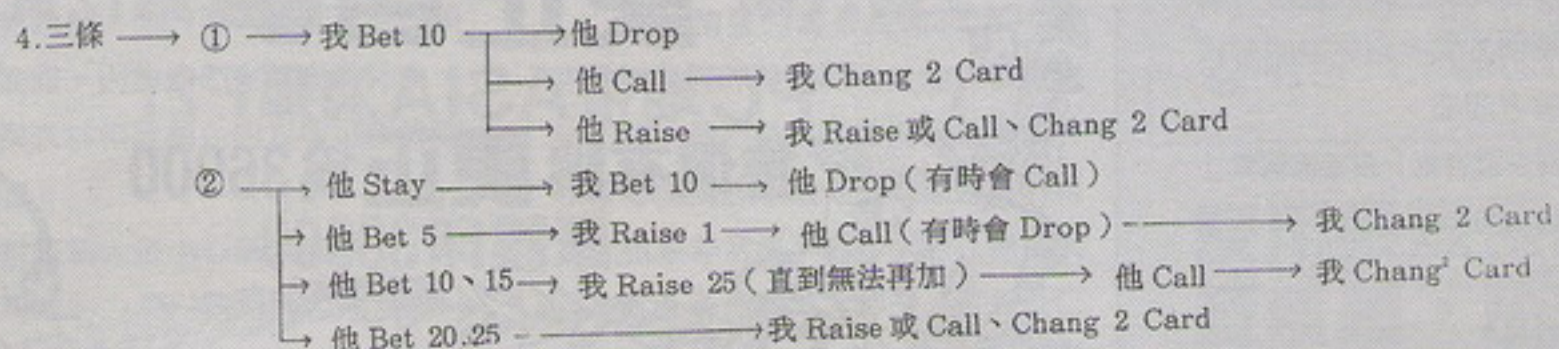 4.三條 ⟶ ① ⟶ 我 Bet 10 ⟶ 他 Drop
⟶ 他 Call ⟶ 我 Chang 2 Card
⟶ 他 Raise ⟶ 我 Raise 或 Call、Chang 2 Card
② ⟶ 他 Stay ⟶ 我 Bet 10 ⟶ 他 Drop（有時會 Call）
→ 他 Bet 5 ⟶ 我 Raise 1 ⟶ 他 Call（有時會 Drop）⟶ 我 Chang 2 Card
→ 他 Bet 10、15 ⟶ 我 Raise 25（直到無法再加）⟶ 他 Call ⟶ 我 Chang² Card
→ 他 Bet 20.25 ⟶ 我 Raise 或 Call、Chang 2 Card